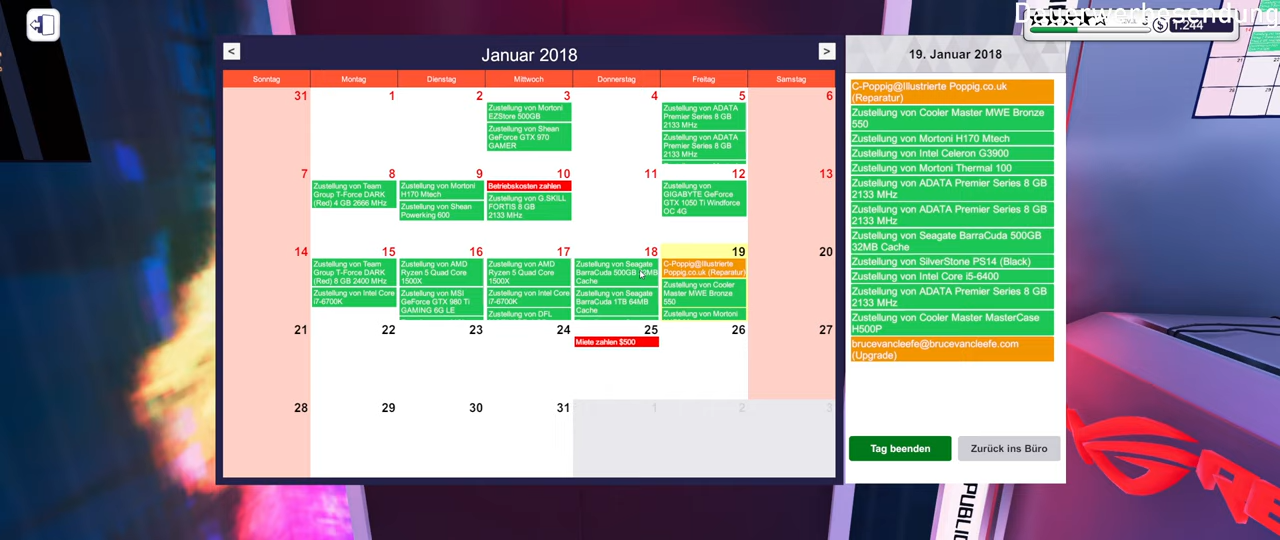 Dauerwerbesendung
1.244
<
Januar 2018
>
19. Januar 2018
Sonntag
Montag
Dienstag
Mittwoch
Donnerstag
Freitag
Samstag
31
1
2
3
Zustellung von Mortoni
EZStore 500GB
Zustellung von Shean
GeForce GTX 970
GAMER
4
5
Zustellung von ADATA
Premier Series 8 GB
2133 MHz
Zustellung von ADATA
Premier Series 8 GB
2133 MHz
6
7
8
Zustellung von Team
Group T-Force DARK
(Red) 4 GB 2666 MHz
9
Zustellung von Mortoni
H170 Mtech
Zustellung von Shean
Powerking 600
10
Betriebskosten zahlen
Zustellung von G.SKILL
FORTIS 8 GB
2133 MHz
11
12
Zustellung von
GIGABYTE GeForce
GTX 1050 Ti Windforce
OC 4G
13
14
15
Zustellung von Team
Group T-Force DARK
(Red) 8 GB 2400 MHz
Zustellung von Intel Core
i7-6700K
16
Zustellung von AMD
Ryzen 5 Quad Core
1500X
Zustellung von MSI
GeForce GTX 980 Ti
GAMING 6G LE
17
Zustellung von AMD
Ryzen 5 Quad Core
1500X
Zustellung von Intel Core
i7-6700K
Zustellung von DFL
18
Zustellung von Seagate
BarraCuda 500GB 32MB
Cache
Zustellung von Seagate
BarraCuda 1TB 64MB
Cache
19
C-Poppig@Illustrierte
Poppig.co.uk (Reparatur)
Zustellung von Cooler
Master MWE Bronze
550
Zustellung von Mortoni
20
21
22
23
24
25
Miete zahlen $500
26
27
28
29
30
31
1
2
3
C-Poppig@Illustrierte Poppig.co.uk
(Reparatur)
Zustellung von Cooler Master MWE Bronze
550
Zustellung von Mortoni H170 Mtech
Zustellung von Intel Celeron G3900
Zustellung von Mortoni Thermal 100
Zustellung von ADATA Premier Series 8 GB
2133 MHz
Zustellung von ADATA Premier Series 8 GB
2133 MHz
Zustellung von Seagate BarraCuda 500GB
32MB Cache
Zustellung von SilverStone PS14 (Black)
Zustellung von Intel Core i5-6400
Zustellung von ADATA Premier Series 8 GB
2133 MHz
Zustellung von Cooler Master MasterCase
H500P
brucevancleefe@brucevancleefe.com
(Upgrade)
Tag beenden
Zurück ins Büro